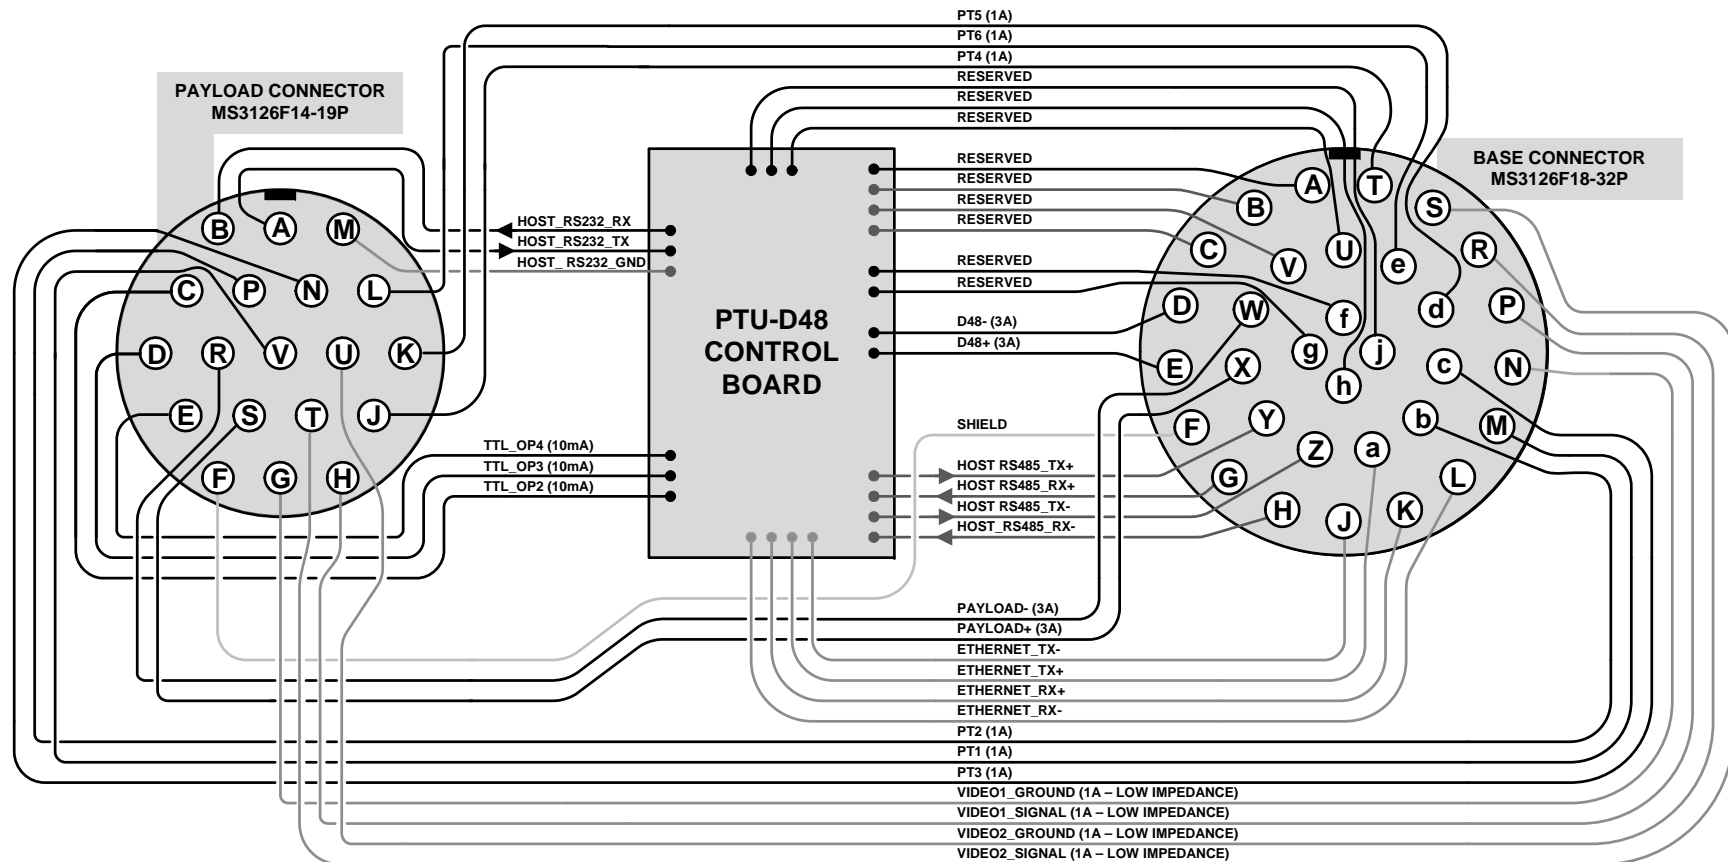 PT5 (1A)
PT6 (1A)
PT4 (1A)
RESERVED
RESERVED
RESERVED
PAYLOAD CONNECTOR
MS3126F14-19P
BASE CONNECTOR
MS3126F18-32P
RESERVED
RESERVED
RESERVED
RESERVED
RESERVED
RESERVED
D48- (3A)
D48+ (3A)
HOST_RS232_RX
HOST_RS232_TX
HOST_ RS232_GND
B
A
M
C
P
N
L
D
R
V
U
K
E
S
T
J
F
G
H
PTU-D48
CONTROL
BOARD
TTL_OP4 (10mA)
TTL_OP3 (10mA)
TTL_OP2 (10mA)
A
T
B
S
C
V
U
e
R
D
W
f
d
P
E
X
g
h
j
c
N
F
Y
Z
a
b
M
G
H
J
K
L
SHIELD
HOST RS485_TX+
HOST RS485_RX+
HOST RS485_TX-
HOST_RS485_RX-
PAYLOAD- (3A)
PAYLOAD+ (3A)
ETHERNET_TX-
ETHERNET_TX+
ETHERNET_RX+
ETHERNET_RX-
PT2 (1A)
PT1 (1A)
PT3 (1A)
VIDEO1_GROUND (1A – LOW IMPEDANCE)
VIDEO1_SIGNAL (1A – LOW IMPEDANCE)
VIDEO2_GROUND (1A – LOW IMPEDANCE)
VIDEO2_SIGNAL (1A – LOW IMPEDANCE)